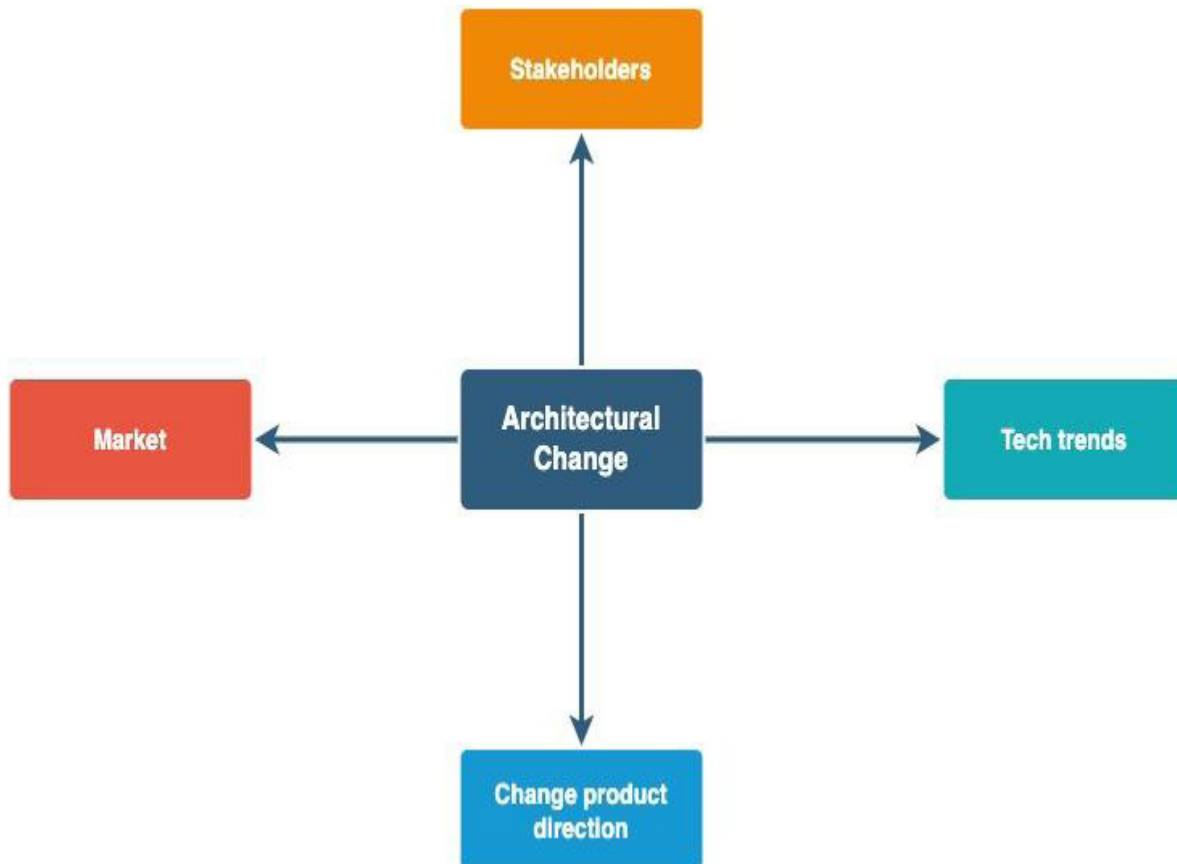 Stakeholders
Market
Architectural
Change
Tech trends
Change product
direction